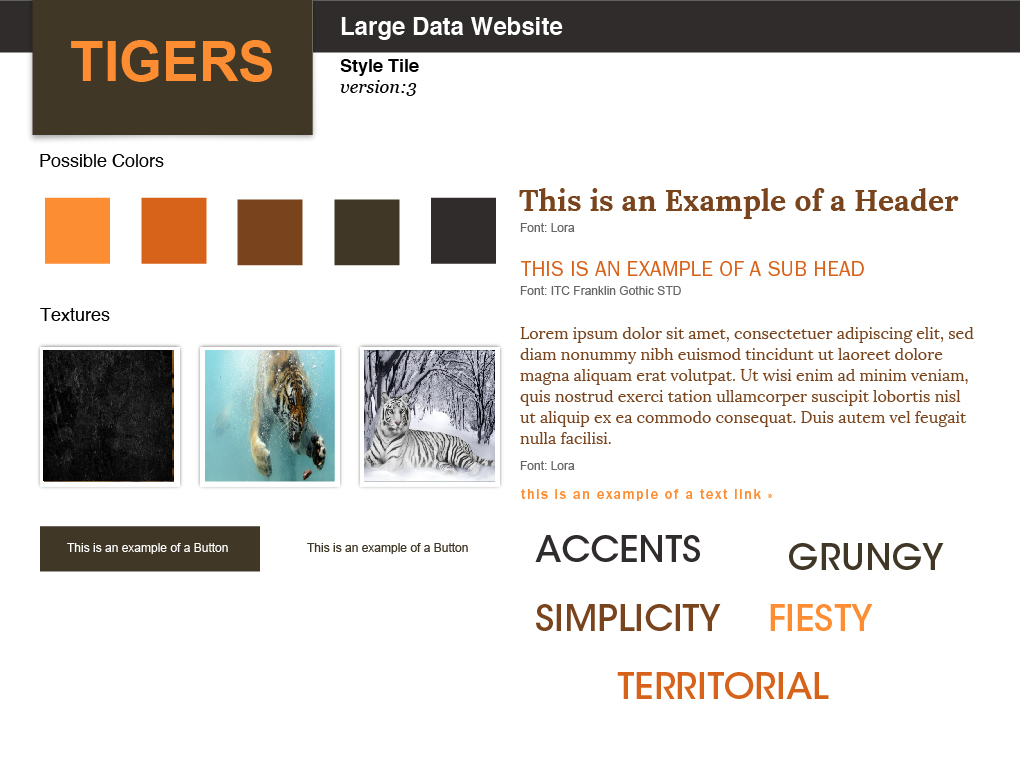 TIGERS
Large Data Website
Style Tile
version:3
Possible Colors
Textures
This is an example of a Button
This is an example of a Button
This is an Example of a Header
Font: Lora
THIS IS AN EXAMPLE OF A SUB HEAD
Font: ITC Franklin Gothic STD
Lorem ipsum dolor sit amet, consectetuer adipiscing elit, sed
diam nonummy nibh euismod tincidunt ut laoreet dolore
magna aliquam erat volutpat. Ut wisi enim ad minim veniam,
quis nostrud exerci tation ullamcorper suscipit lobortis nisl
ut aliquip ex ea commodo consequat. Duis autem vel feugait
nulla facilisi.
Font: Lora
this is an example of a text link »
ACCENTS
GRUNGY
SIMPLICITY
FIESTY
TERRITORIAL